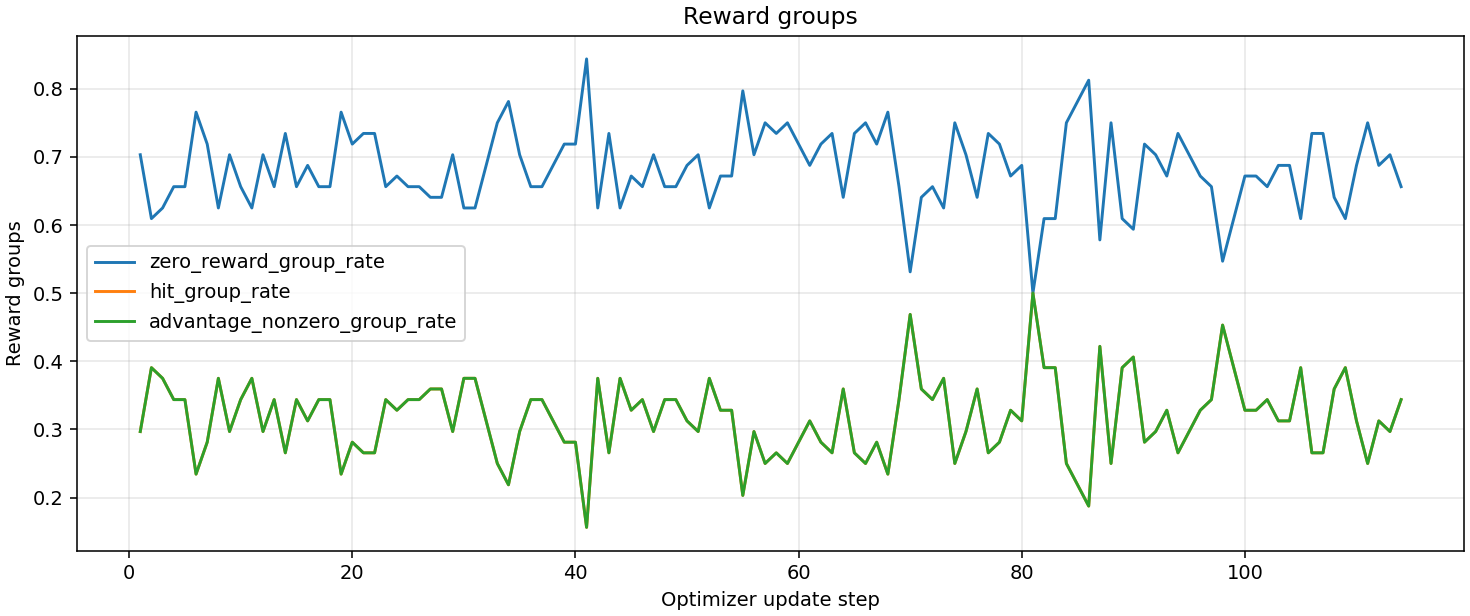 Reward groups
0.8
0.7
0.6
0.5
0.4
0.3
0.2
Reward groups
zero_reward_group_rate
hit_group_rate
advantage_nonzero_group_rate
0 20 40 60 80 100
Optimizer update step